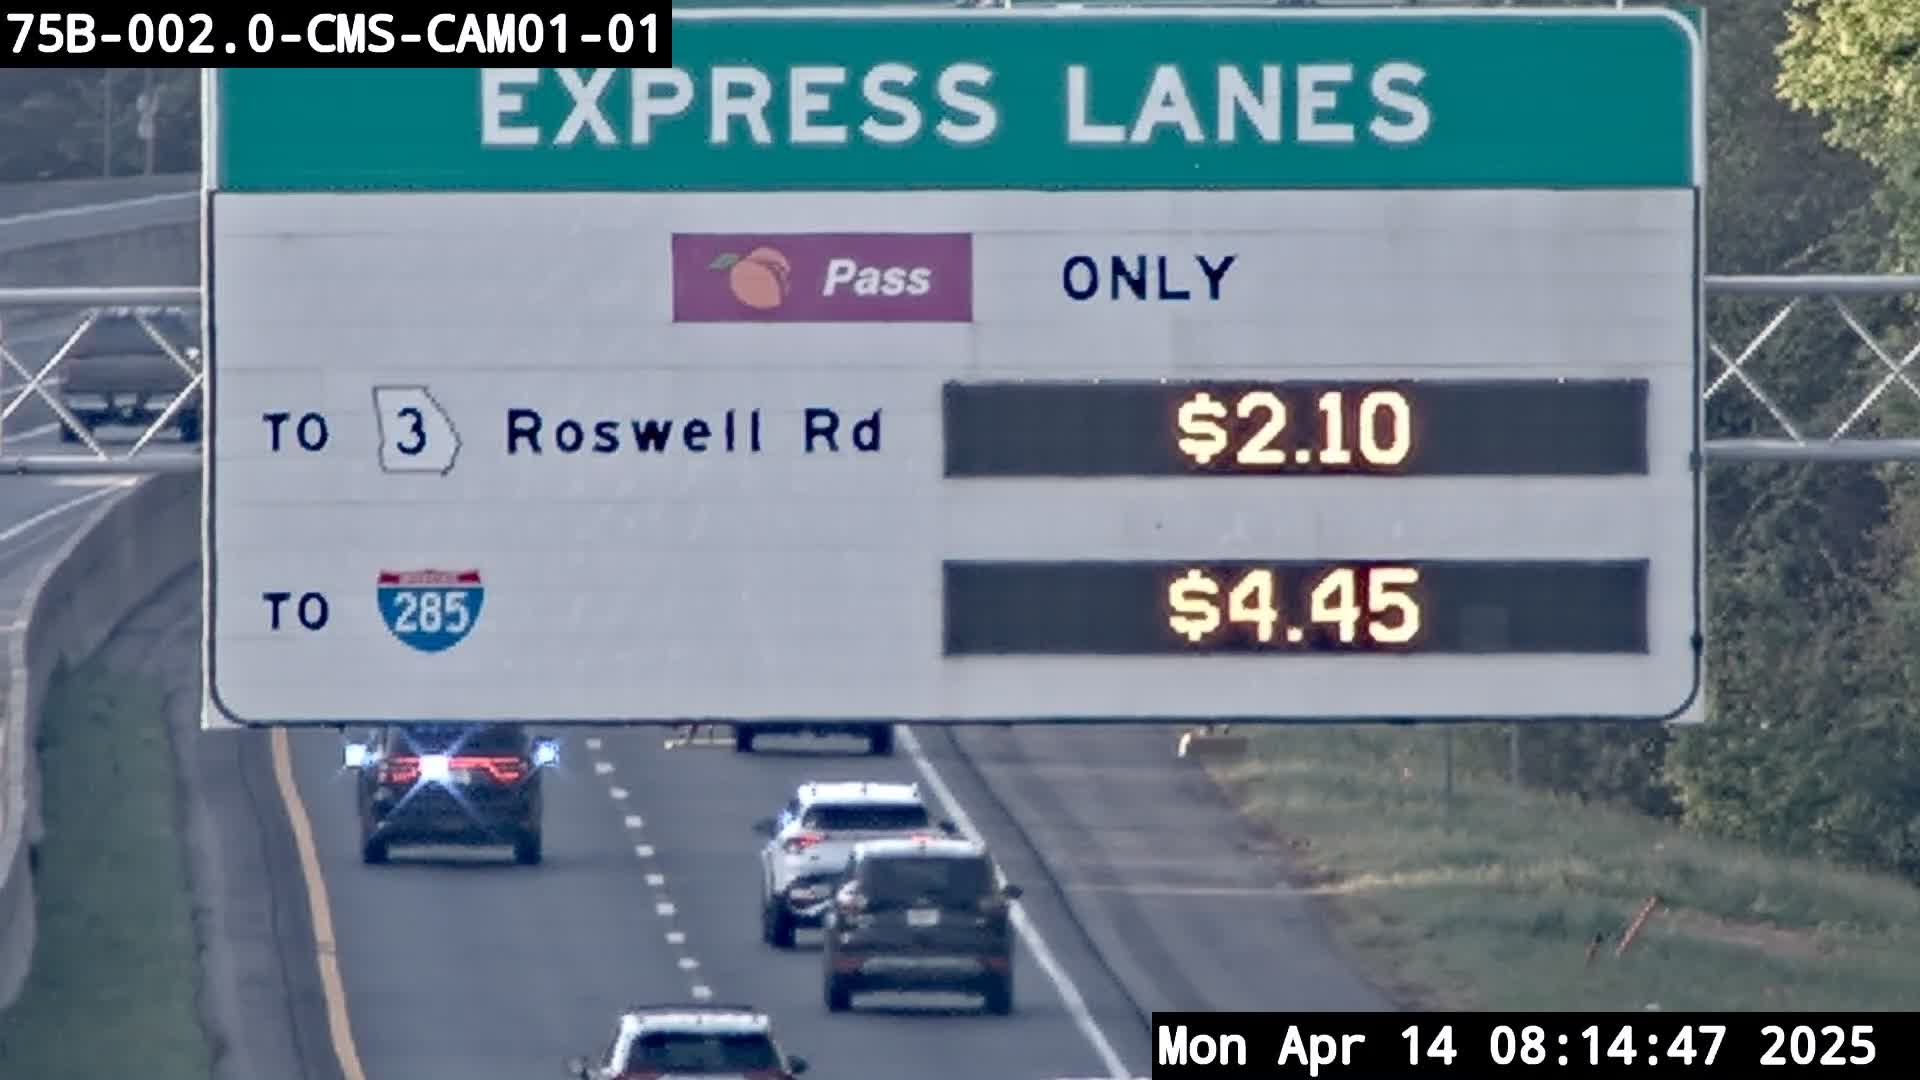 75B-002.0-CMS-CAM01-01
EXPRESS LANES
Pass ONLY
TO 3 Roswell Rd $2.10
TO 285 $4.45
Mon Apr 14 08:14:47 2025